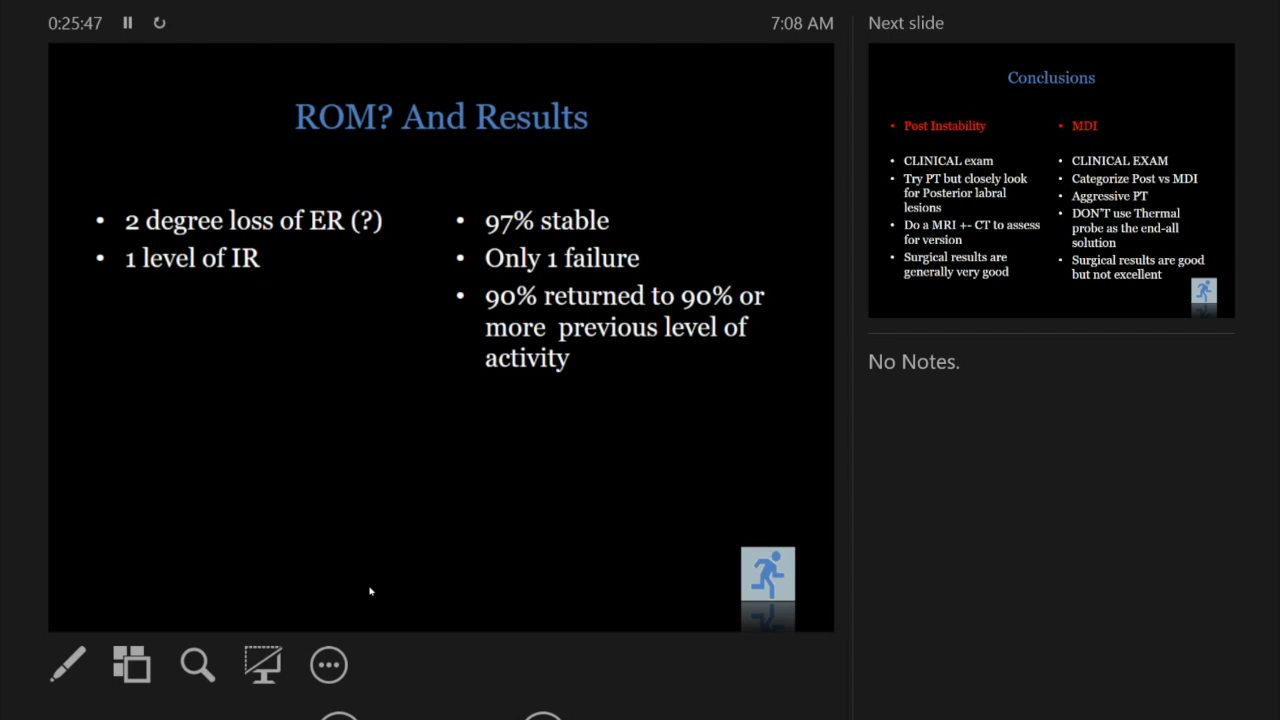 0:25:47
7:08 AM
Next slide
ROM? And Results
• 2 degree loss of ER (?)
• 1 level of IR
• 97% stable
• Only 1 failure
• 90% returned to 90% or
more previous level of
activity
Conclusions
• Post Instability
• CLINICAL exam
• Try PT but closely look
for Posterior labral
lesions
• Do a MRI +- CT to assess
for version
• Surgical results are
generally very good
• MDI
• CLINICAL EXAM
• Categorize Post vs MDI
• Aggressive PT
• DON'T use Thermal
probe as the end-all
solution
• Surgical results are good
but not excellent
No Notes.